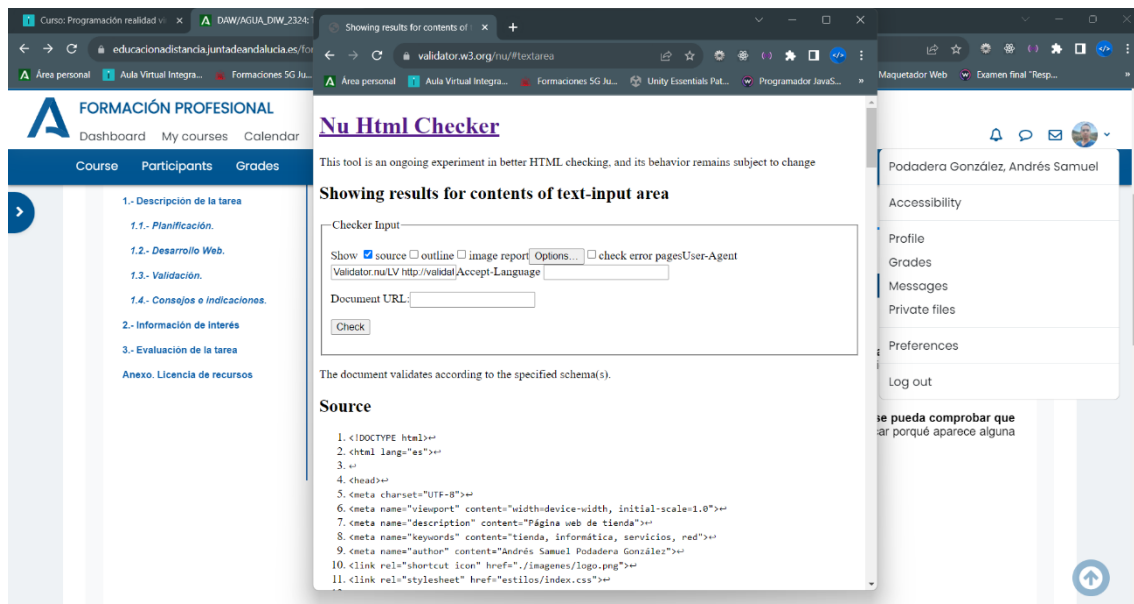 Curso: Programación realidad vi
DAW/AGUA_DIW_2324:
educacionadistancia.juntadeandalucia.es/for
Área personal
Aula Virtual Integra...
Formaciones 5G Ju...
FORMACIÓN PROFESIONAL
Dashboard My courses Calendar
Course Participants Grades
1.- Descripción de la tarea
1.1.- Planificación.
1.2.- Desarrollo Web.
1.3.- Validación.
1.4.- Consejos e indicaciones.
2.- Información de interés
3.- Evaluación de la tarea
Anexo. Licencia de recursos
Showing results for contents of
validator.w3.org/nu/#textarea
Área personal
Aula Virtual Integra...
Formaciones 5G Ju...
Unity Essentials Pat...
Programador JavaS...
Nu Html Checker
This tool is an ongoing experiment in better HTML checking, and its behavior remains subject to change
Showing results for contents of text-input area
Checker Input
Show source outline image report Options... check error pagesUser-Agent
Validator.nu/LV http://validat Accept-Language
Document URL:
Check
The document validates according to the specified schema(s).
Source
1. <!DOCTYPE html>↩
2. <html lang="es">↩
3. ↩
4. <head>↩
5. <meta charset="UTF-8">↩
6. <meta name="viewport" content="width=device-width, initial-scale=1.0">↩
7. <meta name="description" content="Página web de tienda">↩
8. <meta name="keywords" content="tienda, informática, servicios, red">↩
9. <meta name="author" content="Andrés Samuel Podadera González">↩
10. <link rel="shortcut icon" href="./imagenes/logo.png">↩
11. <link rel="stylesheet" href="estilos/index.css">↩
Maquetador Web
Examen final "Resp...
Podadera González, Andrés Samuel
Accessibility
Profile
Grades
Messages
Private files
Preferences
Log out
se pueda comprobar que
ar porqué aparece alguna